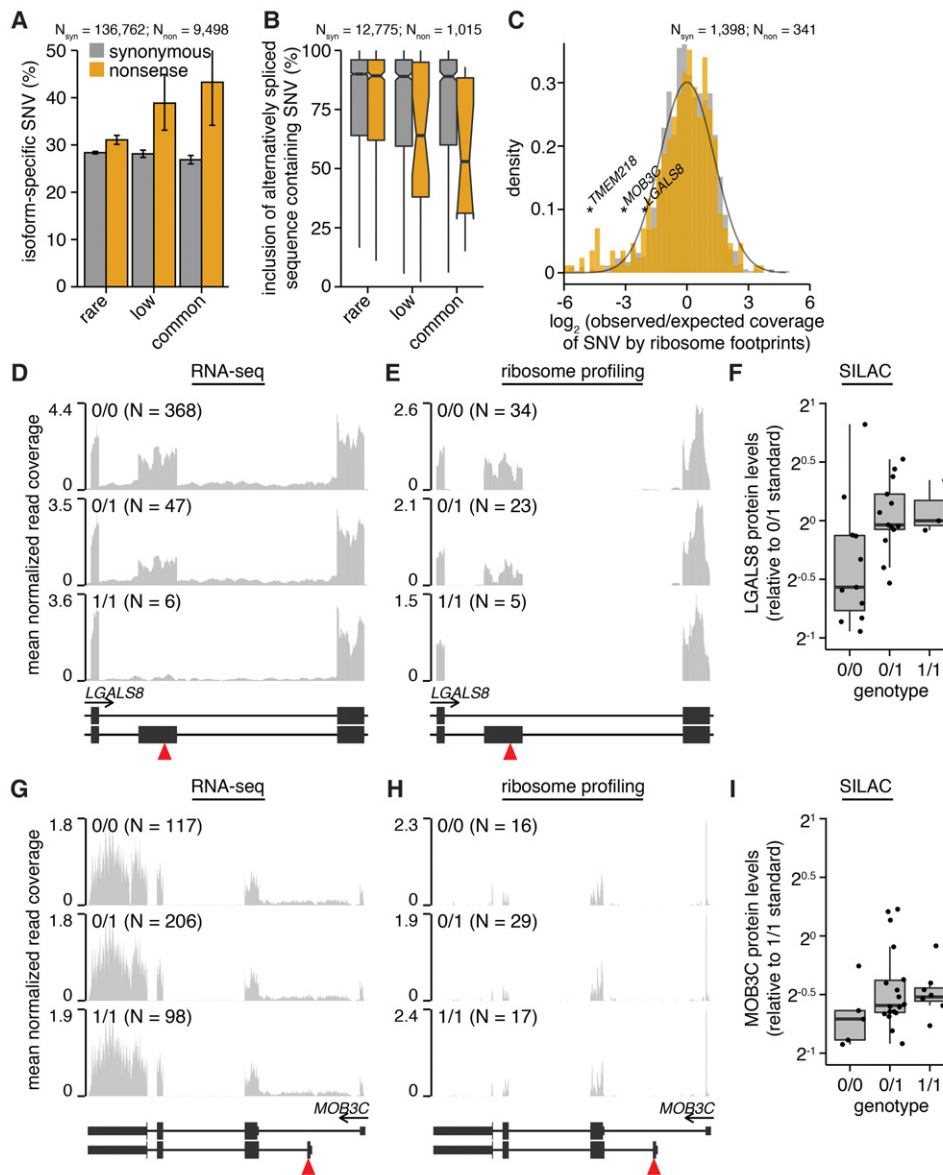 A
N_syn = 136,762; N_non = 9,498
synonymous
nonsense
isoform-specific SNV (%)
50
40
30
20
10
0
rare
low
common
B
N_syn = 12,775; N_non = 1,015
inclusion of alternatively spliced
sequence containing SNV (%)
100
75
50
25
0
rare
low
common
C
N_syn = 1,398; N_non = 341
density
0.3
0.2
0.1
0
*TMEM218
*MOB3C
*LGALS8
-6
-3
0
3
6
log2 (observed/expected coverage
of SNV by ribosome footprints)
D
RNA-seq
mean normalized read coverage
4.4
0/0 (N = 368)
0
3.5
0/1 (N = 47)
0
3.6
1/1 (N = 6)
0
LGALS8
E
ribosome profiling
2.6
0/0 (N = 34)
0
2.1
0/1 (N = 23)
0
1.5
1/1 (N = 5)
0
LGALS8
F
SILAC
LGALS8 protein levels
(relative to 0/1 standard)
2^1
2^0.5
2^0
2^-0.5
2^-1
0/0
0/1
1/1
genotype
G
RNA-seq
mean normalized read coverage
1.8
0/0 (N = 117)
0
1.8
0/1 (N = 206)
0
1.9
1/1 (N = 98)
0
MOB3C
H
ribosome profiling
2.3
0/0 (N = 16)
0
1.9
0/1 (N = 29)
0
2.4
1/1 (N = 17)
0
MOB3C
I
SILAC
MOB3C protein levels
(relative to 1/1 standard)
2^1
2^0.5
2^0
2^-0.5
2^-1
0/0
0/1
1/1
genotype